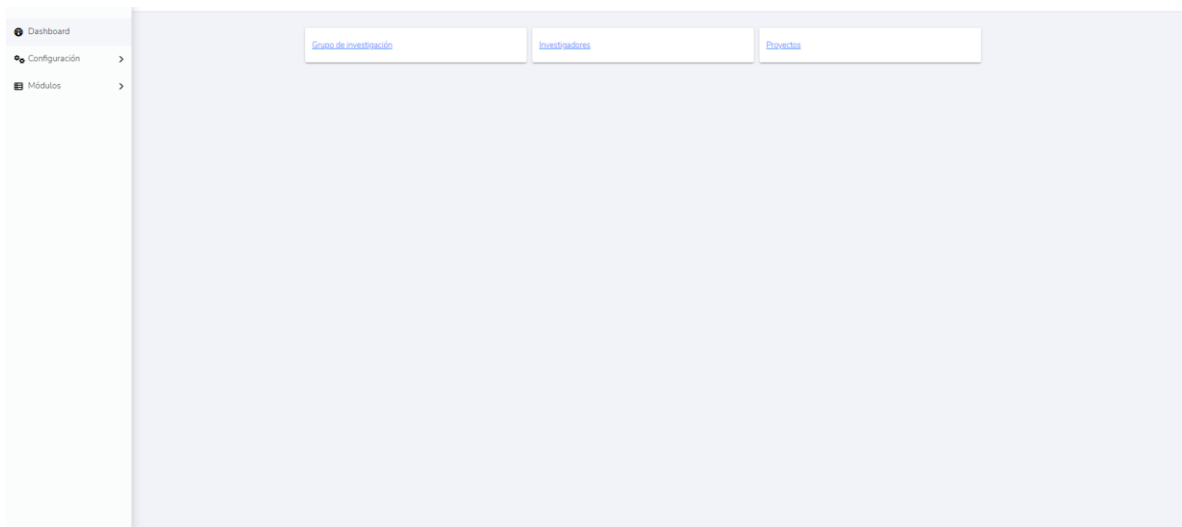 Dashboard
Configuración
Módulos
Grupo de investigación
Investigadores
Proyectos